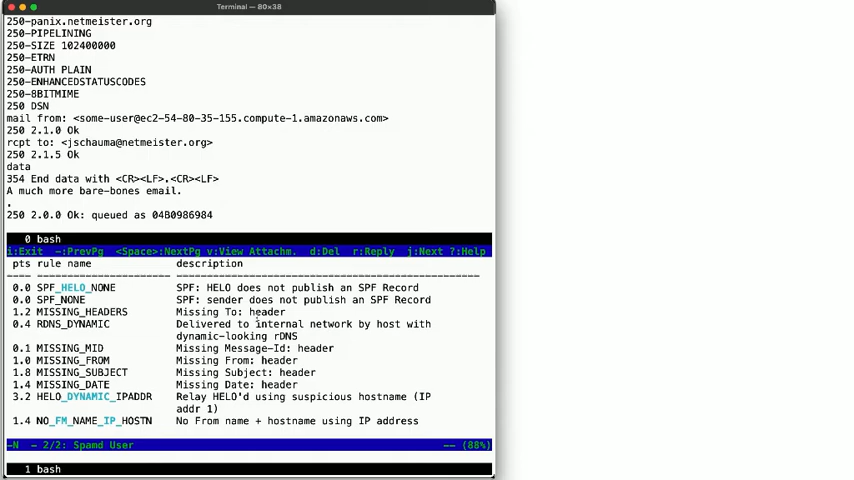 Terminal — 80×38
250-panix.netmeister.org
250-PIPELINING
250-SIZE 102400000
250-ETRN
250-AUTH PLAIN
250-ENHANCEDSTATUSCODES
250-8BITMIME
250 DSN
mail from: <some-user@ec2-54-80-35-155.compute-1.amazonaws.com>
250 2.1.0 Ok
rcpt to: <jschauma@netmeister.org>
250 2.1.5 Ok
data
354 End data with <CR><LF>.<CR><LF>
A much more bare-bones email.
.
250 2.0.0 Ok: queued as 04B0986984
0 bash
i:Exit -:PrevPg <Space>:NextPg v:View Attachm. d:Del r:Reply j:Next ?:Help
pts rule name description
---- ---------------------- --------------------------------------------------
0.0 SPF_HELO_NONE SPF: HELO does not publish an SPF Record
0.0 SPF_NONE SPF: sender does not publish an SPF Record
1.2 MISSING_HEADERS Missing To: header
0.4 RDNS_DYNAMIC Delivered to internal network by host with
dynamic-looking rDNS
0.1 MISSING_MID Missing Message-Id: header
1.0 MISSING_FROM Missing From: header
1.8 MISSING_SUBJECT Missing Subject: header
1.4 MISSING_DATE Missing Date: header
3.2 HELO_DYNAMIC_IPADDR Relay HELO'd using suspicious hostname (IP
addr 1)
1.4 NO_FM_NAME_IP_HOSTN No From name + hostname using IP address
-N - 2/2: Spamd User -- (88%)
1 bash